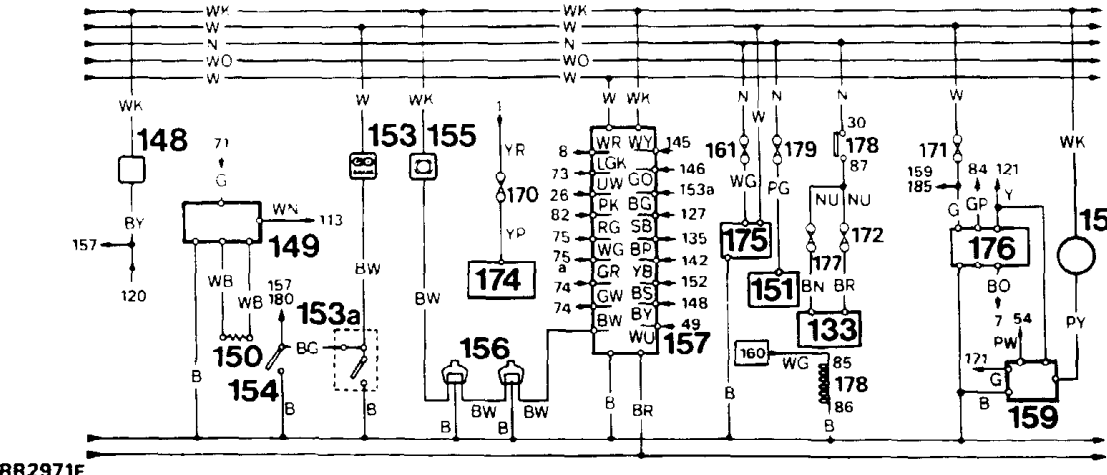 WK WK
W W
N N
WO WO
W W
WK W WK W WK N N N W WK
148 153 155 161 179 178 171
30
87
71
G
1
YR
170
YP
174
WR WY
LGK
UW GO
PK BG
RG SB
WG BP
GR YB
GW BS
BW BY
WU
8
73
26
82
75
75
a
74
74
145
146
153a
127
135
142
152
148
49
157
W
WG PG
175
151
NU NU
177 172
BN BR
133
159
185
84 121
G GP Y
176
BO
7 54
PW
121
G
B
159
15
PY
BY
157
120
WN 113
149
WB
WB
150
157
180
154
153a
BG
BW
BW
156
BW BW
160
WG
85
178
86
B B B B B B BR B B
RR2971E